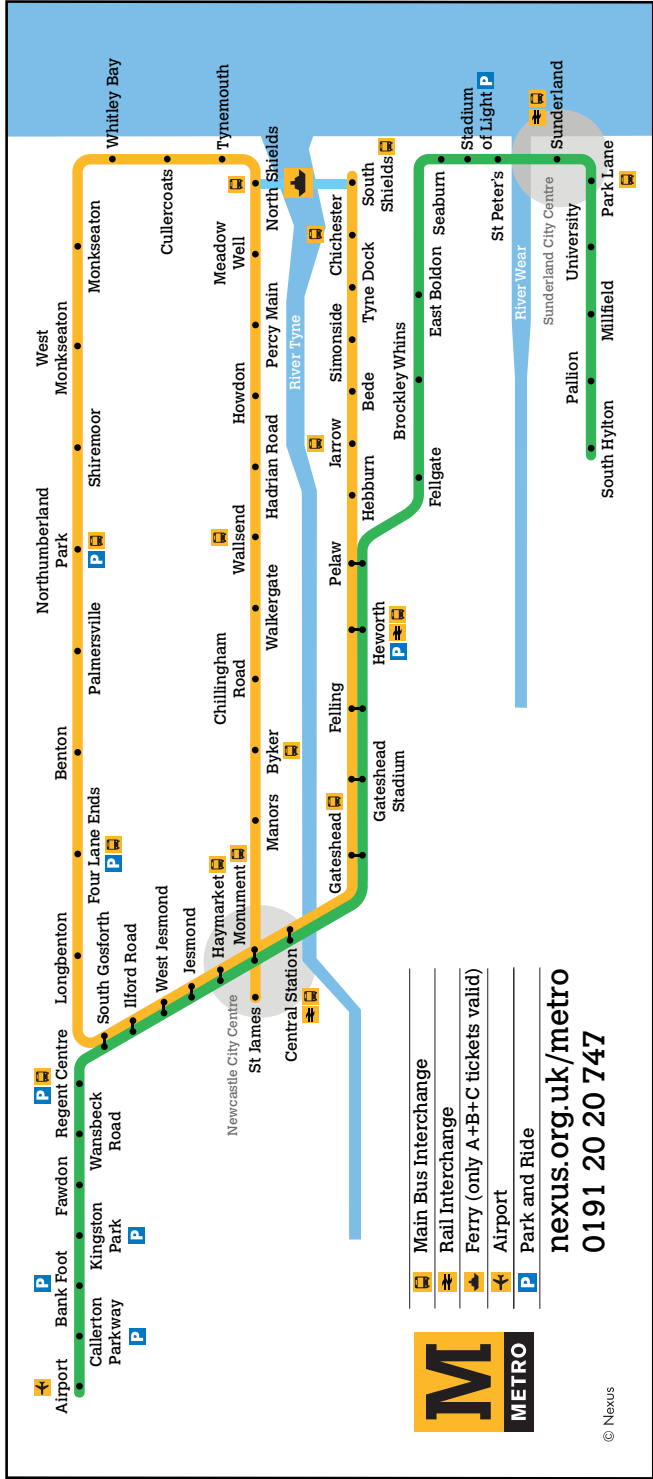 Airport
Callerton
Parkway
Bank Foot
Kingston
Park
Fawdon
Wansbeck
Road
Regent Centre
Longbenton
Four Lane Ends
Benton
Palmersville
Northumberland
Park
Shiremoor
West
Monkseaton
Monkseaton
Whitley Bay
Cullercoats
Tynemouth
North Shields
Meadow
Well
Percy Main
Howdon
Hadrian Road
Wallsend
Walkergate
Chillingham
Road
Byker
Manors
Monument
St James
South Gosforth
Ilford Road
West Jesmond
Jesmond
Haymarket
Newcastle City Centre
Central Station
Gateshead
Gateshead
Stadium
Felling
Heworth
Pelaw
Hebburn
Jarrow
Bede
Simonside
Tyne Dock
Chichester
South
Shields
River Tyne
Fellgate
Brockley Whins
East Boldon
Seaburn
Stadium
of Light
St Peter's
River Wear
Sunderland
Sunderland City Centre
Park Lane
University
Millfield
Pallion
South Hylton
P
P
P
P
P
P
P
P
M
METRO
Main Bus Interchange
Rail Interchange
Ferry (only A+B+C tickets valid)
Airport
P Park and Ride
nexus.org.uk/metro
0191 20 20 747
© Nexus